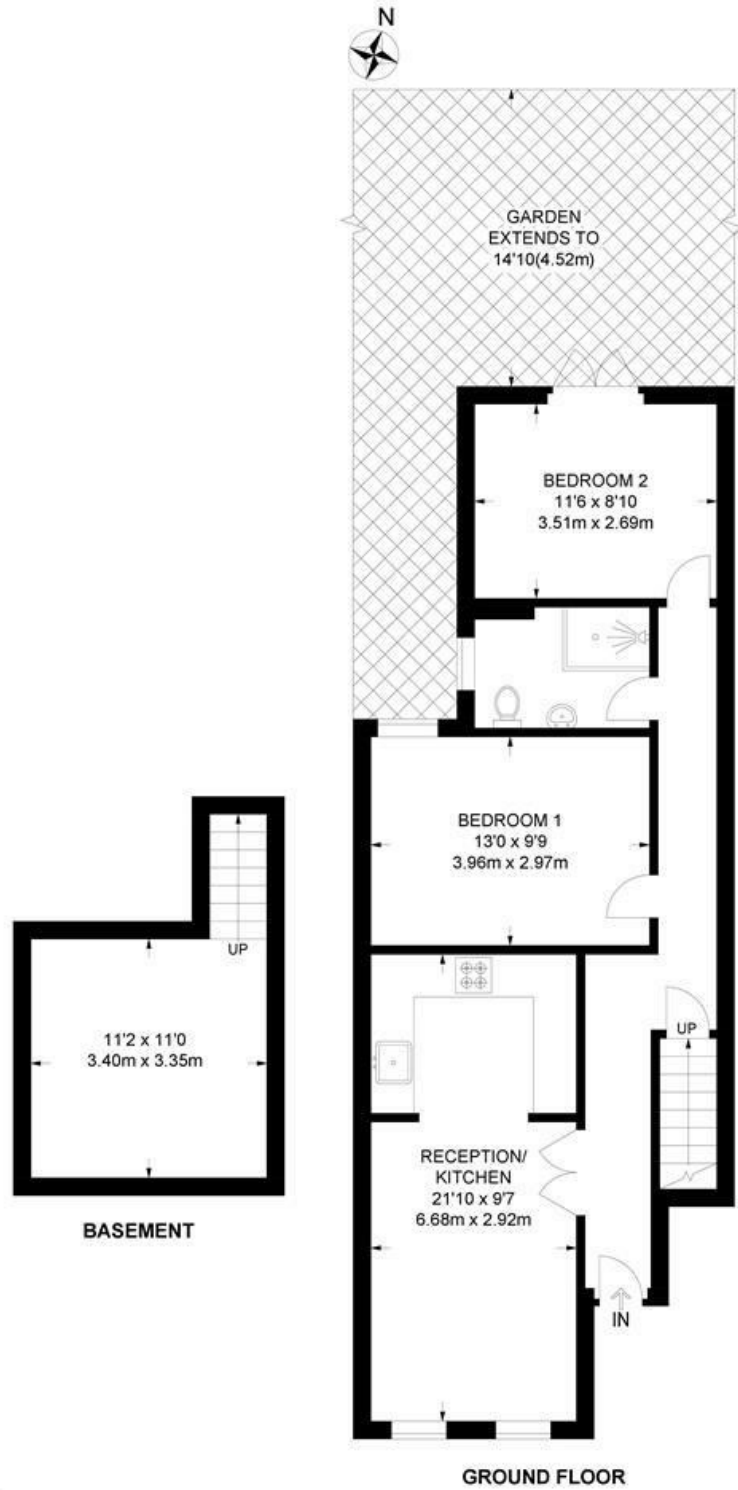 N
GARDEN
EXTENDS TO
14'10(4.52m)
BEDROOM 2
11'6 x 8'10
3.51m x 2.69m
BEDROOM 1
13'0 x 9'9
3.96m x 2.97m
UP
11'2 x 11'0
3.40m x 3.35m
BASEMENT
UP
RECEPTION/
KITCHEN
21'10 x 9'7
6.68m x 2.92m
IN
GROUND FLOOR